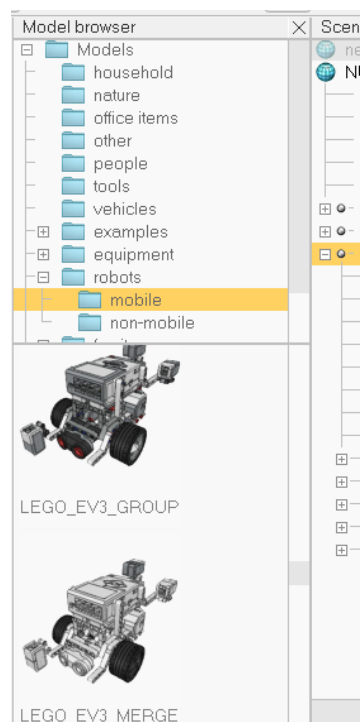 Model browser
Scen
Models
household
nature
office items
other
people
tools
vehicles
examples
equipment
robots
mobile
non-mobile
ne
NU
LEGO_EV3_GROUP
LEGO_EV3_MERGE